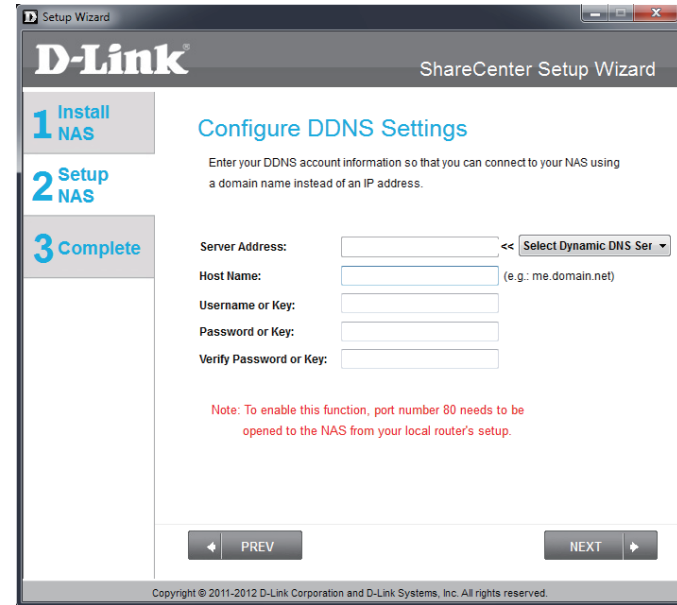 Setup Wizard
D-Link®
ShareCenter Setup Wizard
1 Install NAS
2 Setup NAS
3 Complete
Configure DDNS Settings
Enter your DDNS account information so that you can connect to your NAS using
a domain name instead of an IP address.
Server Address: << Select Dynamic DNS Ser
Host Name: (e.g.: me.domain.net)
Username or Key:
Password or Key:
Verify Password or Key:
Note: To enable this function, port number 80 needs to be
opened to the NAS from your local router's setup.
PREV
NEXT
Copyright © 2011-2012 D-Link Corporation and D-Link Systems, Inc. All rights reserved.